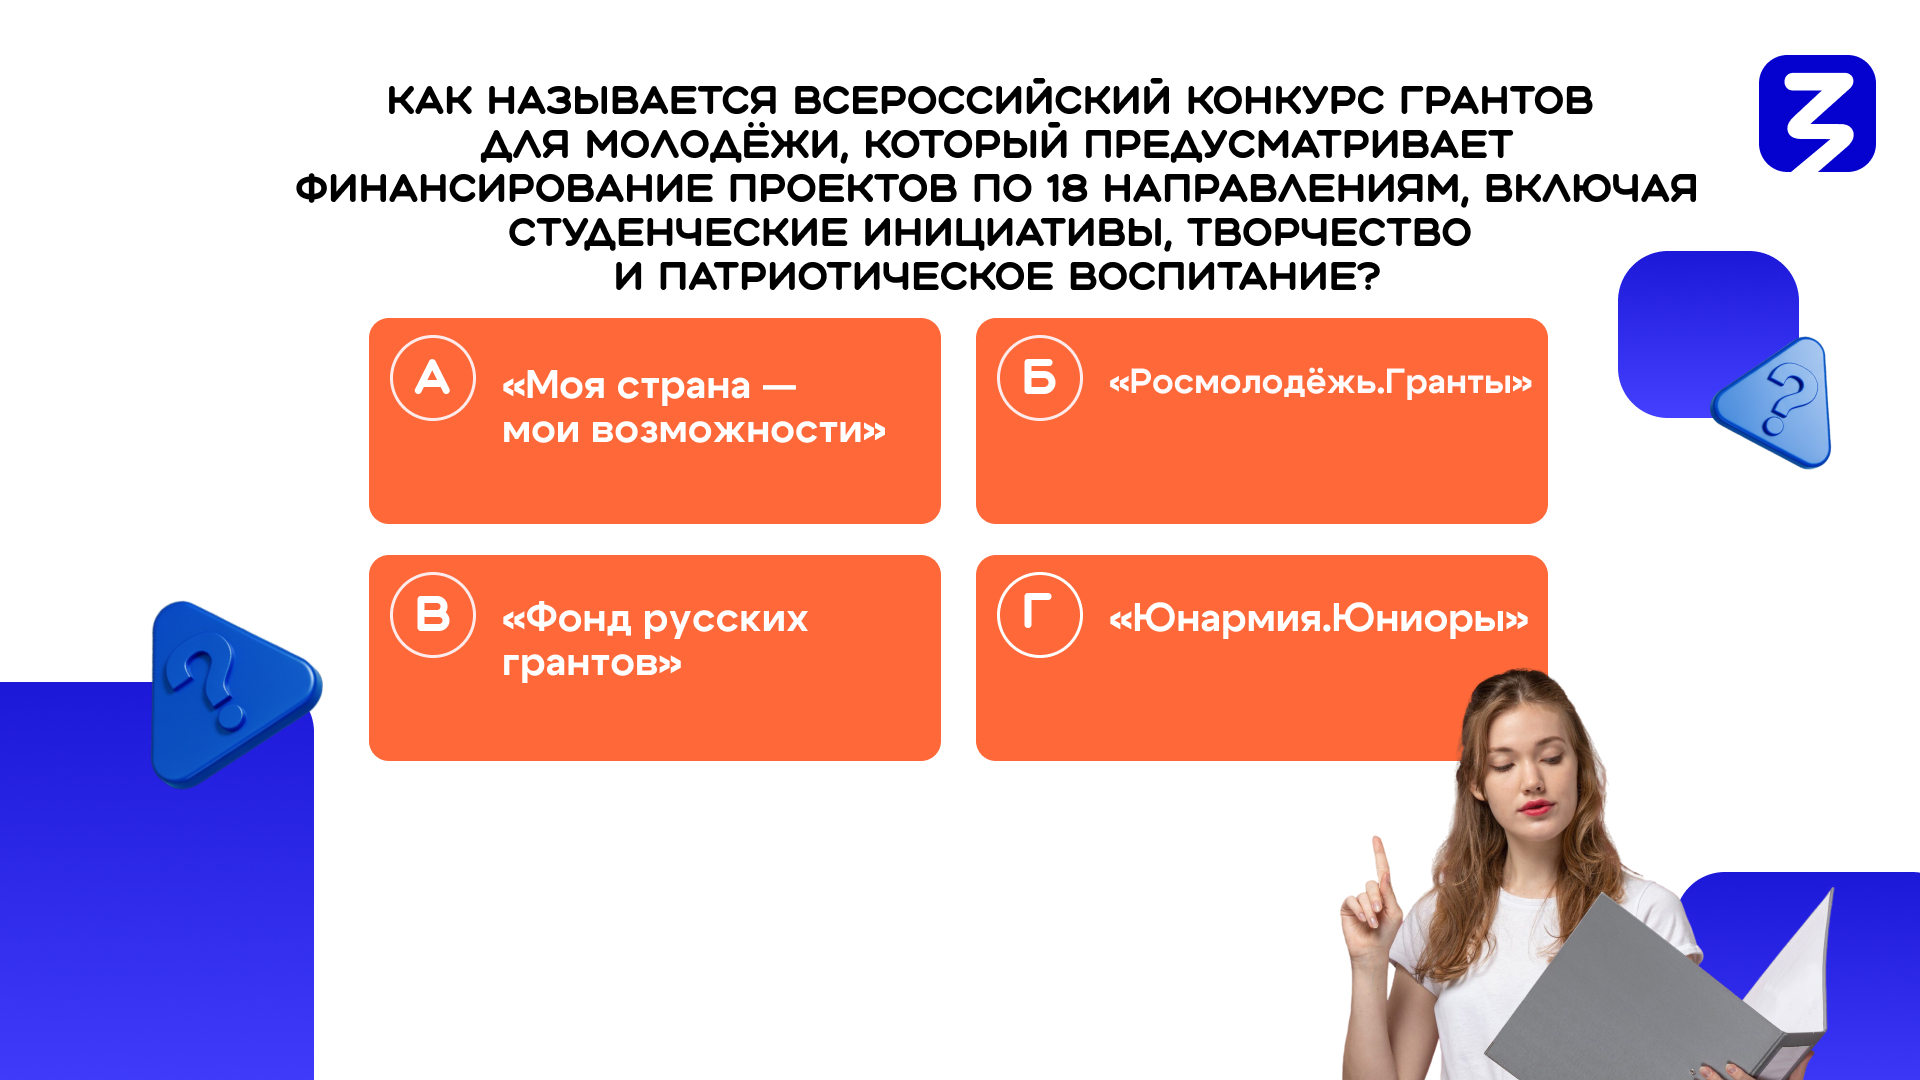 КАК НАЗЫВАЕТСЯ ВСЕРОССИЙСКИЙ КОНКУРС ГРАНТОВ
ДЛЯ МОЛОДЁЖИ, КОТОРЫЙ ПРЕДУСМАТРИВАЕТ
ФИНАНСИРОВАНИЕ ПРОЕКТОВ ПО 18 НАПРАВЛЕНИЯМ, ВКЛЮЧАЯ
СТУДЕНЧЕСКИЕ ИНИЦИАТИВЫ, ТВОРЧЕСТВО
И ПАТРИОТИЧЕСКОЕ ВОСПИТАНИЕ?
А
«Моя страна —
мои возможности»
Б
«Росмолодёжь.Гранты»
В
«Фонд русских
грантов»
Г
«Юнармия.Юниоры»
?
?